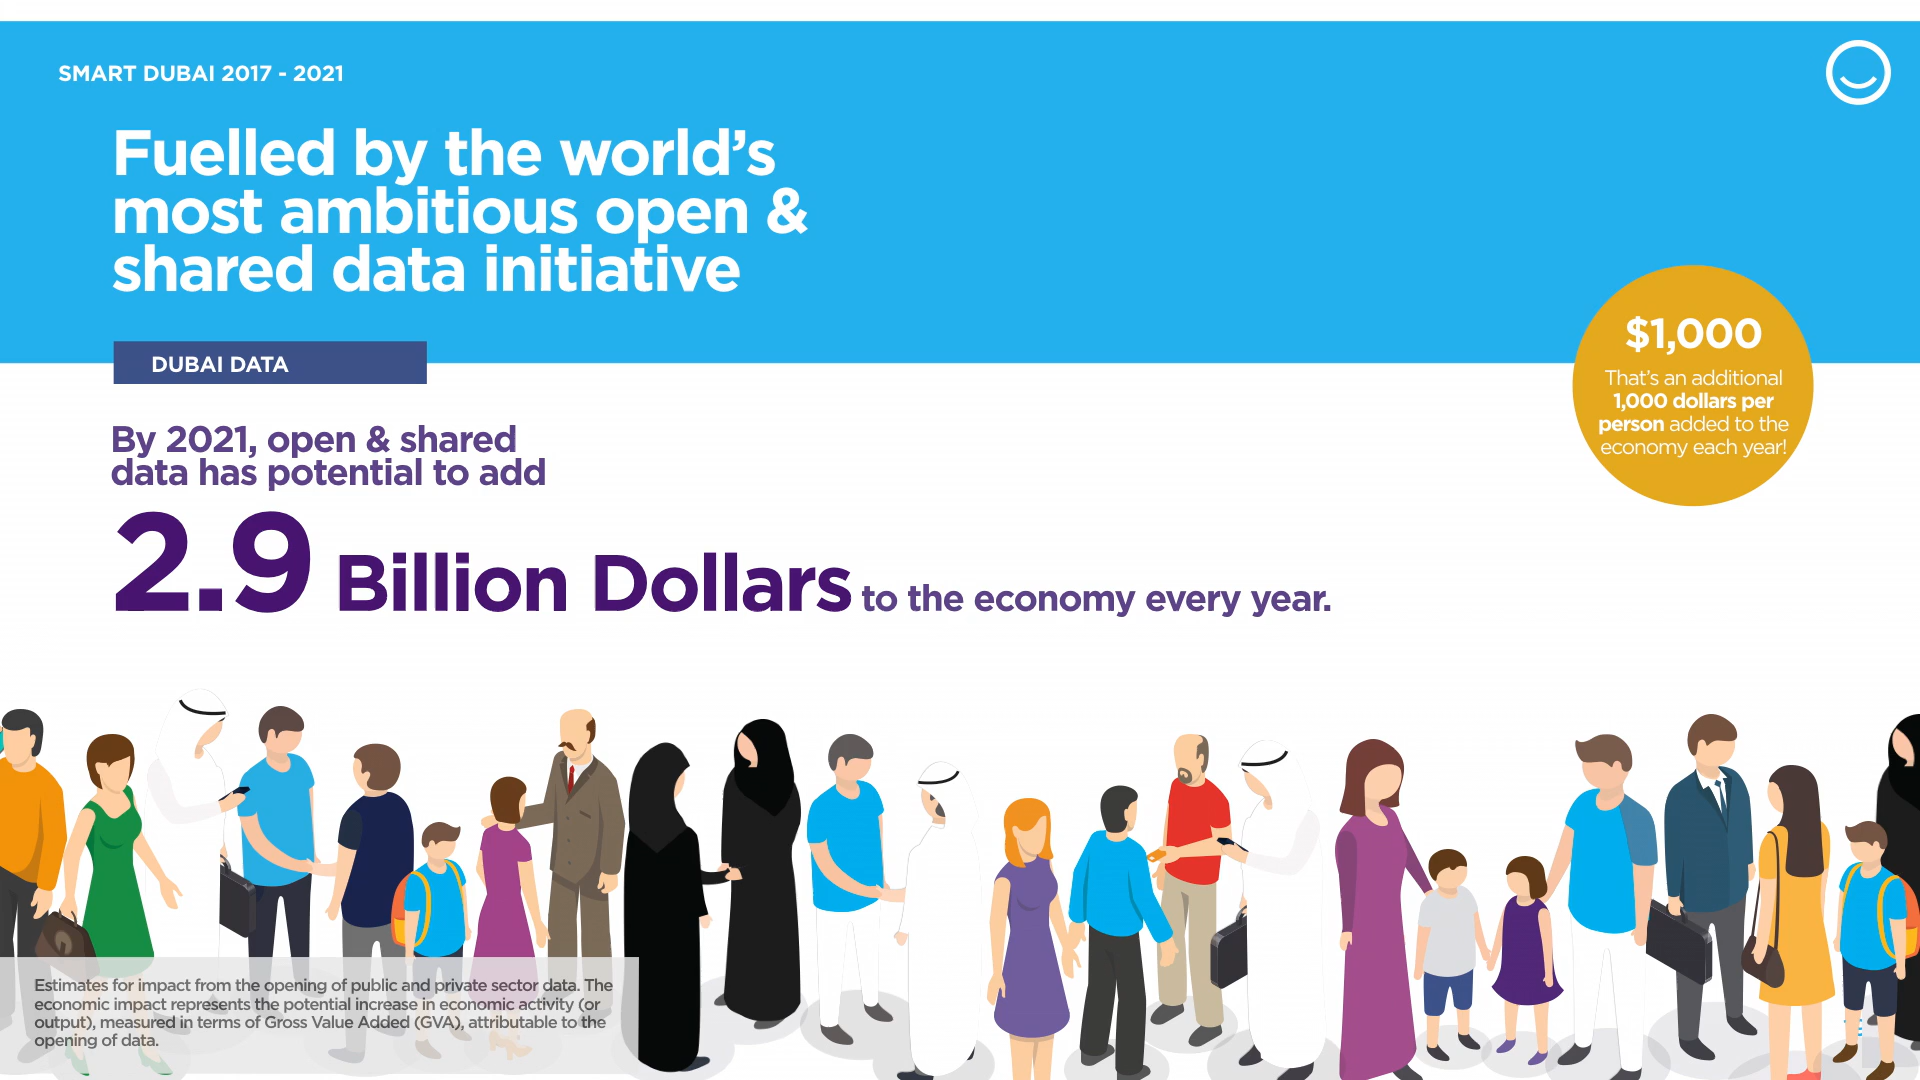 SMART DUBAI 2017 - 2021
Fuelled by the world's
most ambitious open &
shared data initiative
DUBAI DATA
$1,000
That's an additional
1,000 dollars per
person added to the
economy each year!
By 2021, open & shared
data has potential to add
2.9 Billion Dollars to the economy every year.
Estimates for impact from the opening of public and private sector data. The
economic impact represents the potential increase in economic activity (or
output), measured in terms of Gross Value Added (GVA), attributable to the
opening of data.